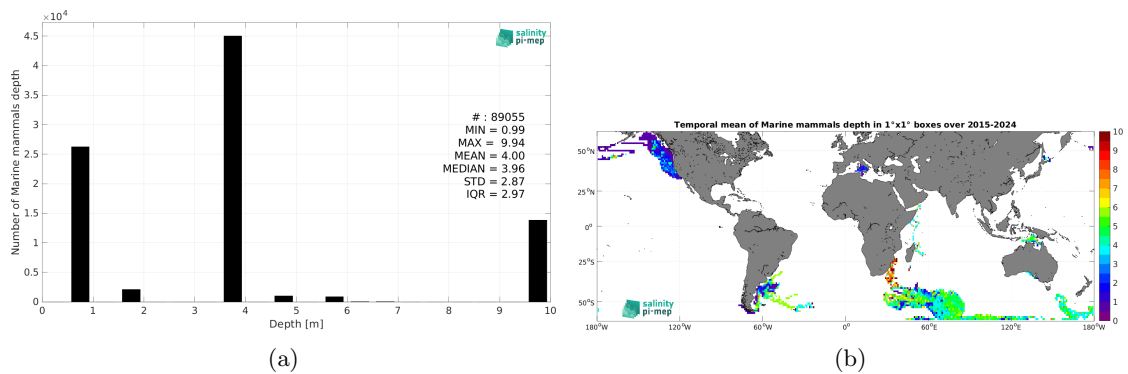 ×10⁴
4.5
4
3.5
3
2.5
2
1.5
1
0.5
0
Number of Marine mammals depth
salinity
pi-mep
# : 89055
MIN = 0.99
MAX = 9.94
MEAN = 4.00
MEDIAN = 3.96
STD = 2.87
IQR = 2.97
0 1 2 3 4 5 6 7 8 9 10
Depth [m]
(a)
Temporal mean of Marine mammals depth in 1°x1° boxes over 2015-2024
50°N
25°N
0°
25°S
50°S
salinity
pi-mep
180°W 120°W 60°W 0° 60°E 120°E 180°W
10
9
8
7
6
5
4
3
2
1
0
(b)